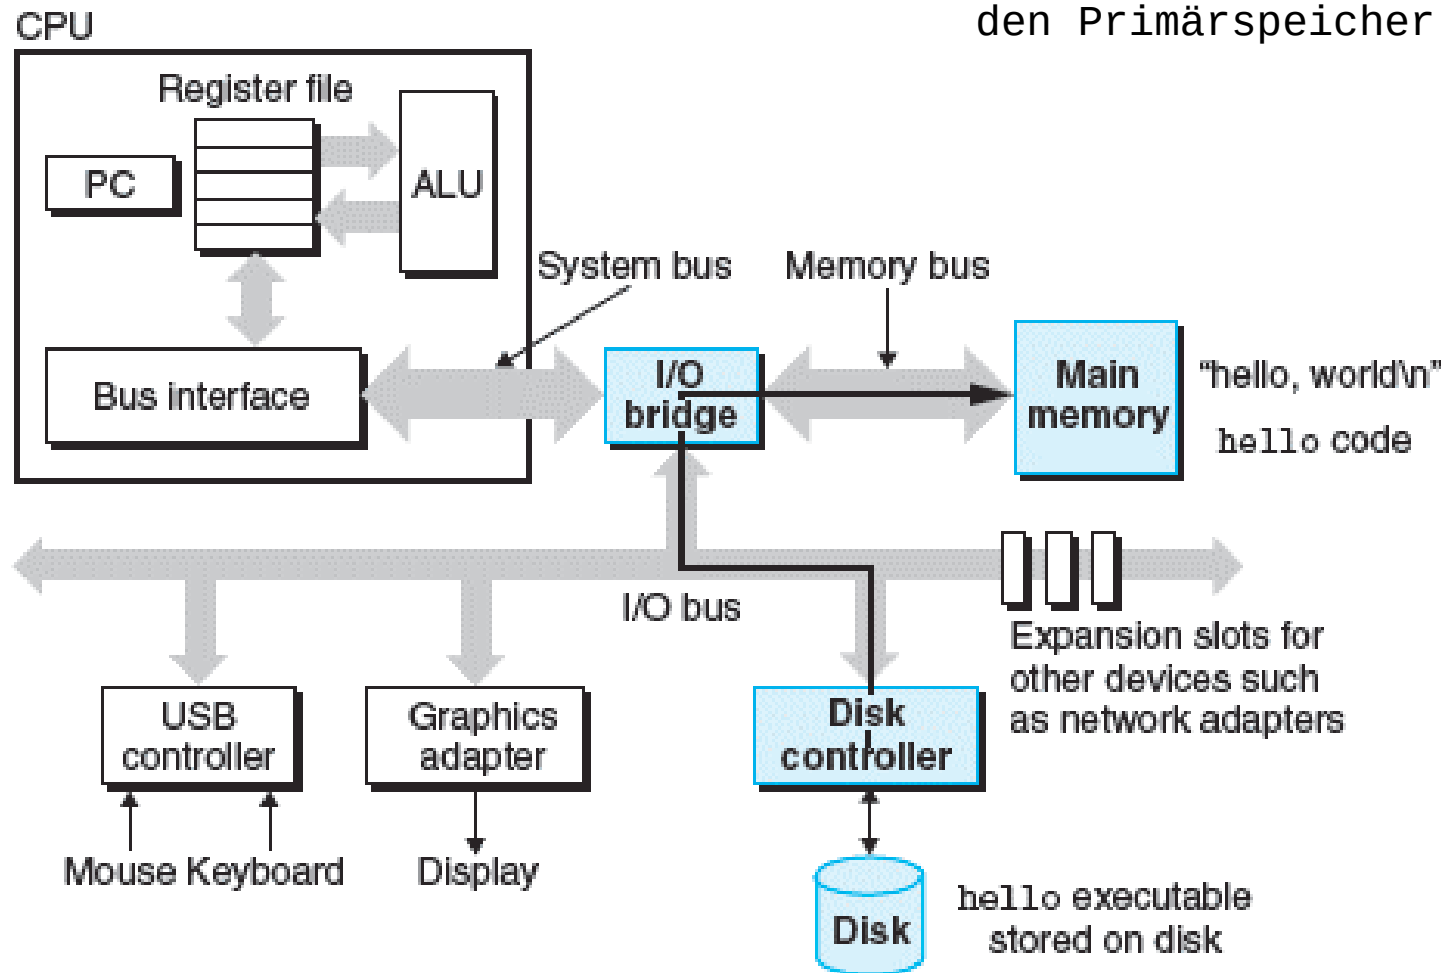 den Primärspeicher
CPU
Register file
PC
ALU
System bus
Memory bus
Bus interface
I/O
bridge
Main
memory
"hello, world\n"
hello code
I/O bus
Expansion slots for
other devices such
as network adapters
USB
controller
Graphics
adapter
Disk
controller
Mouse Keyboard
Display
Disk
hello executable
stored on disk